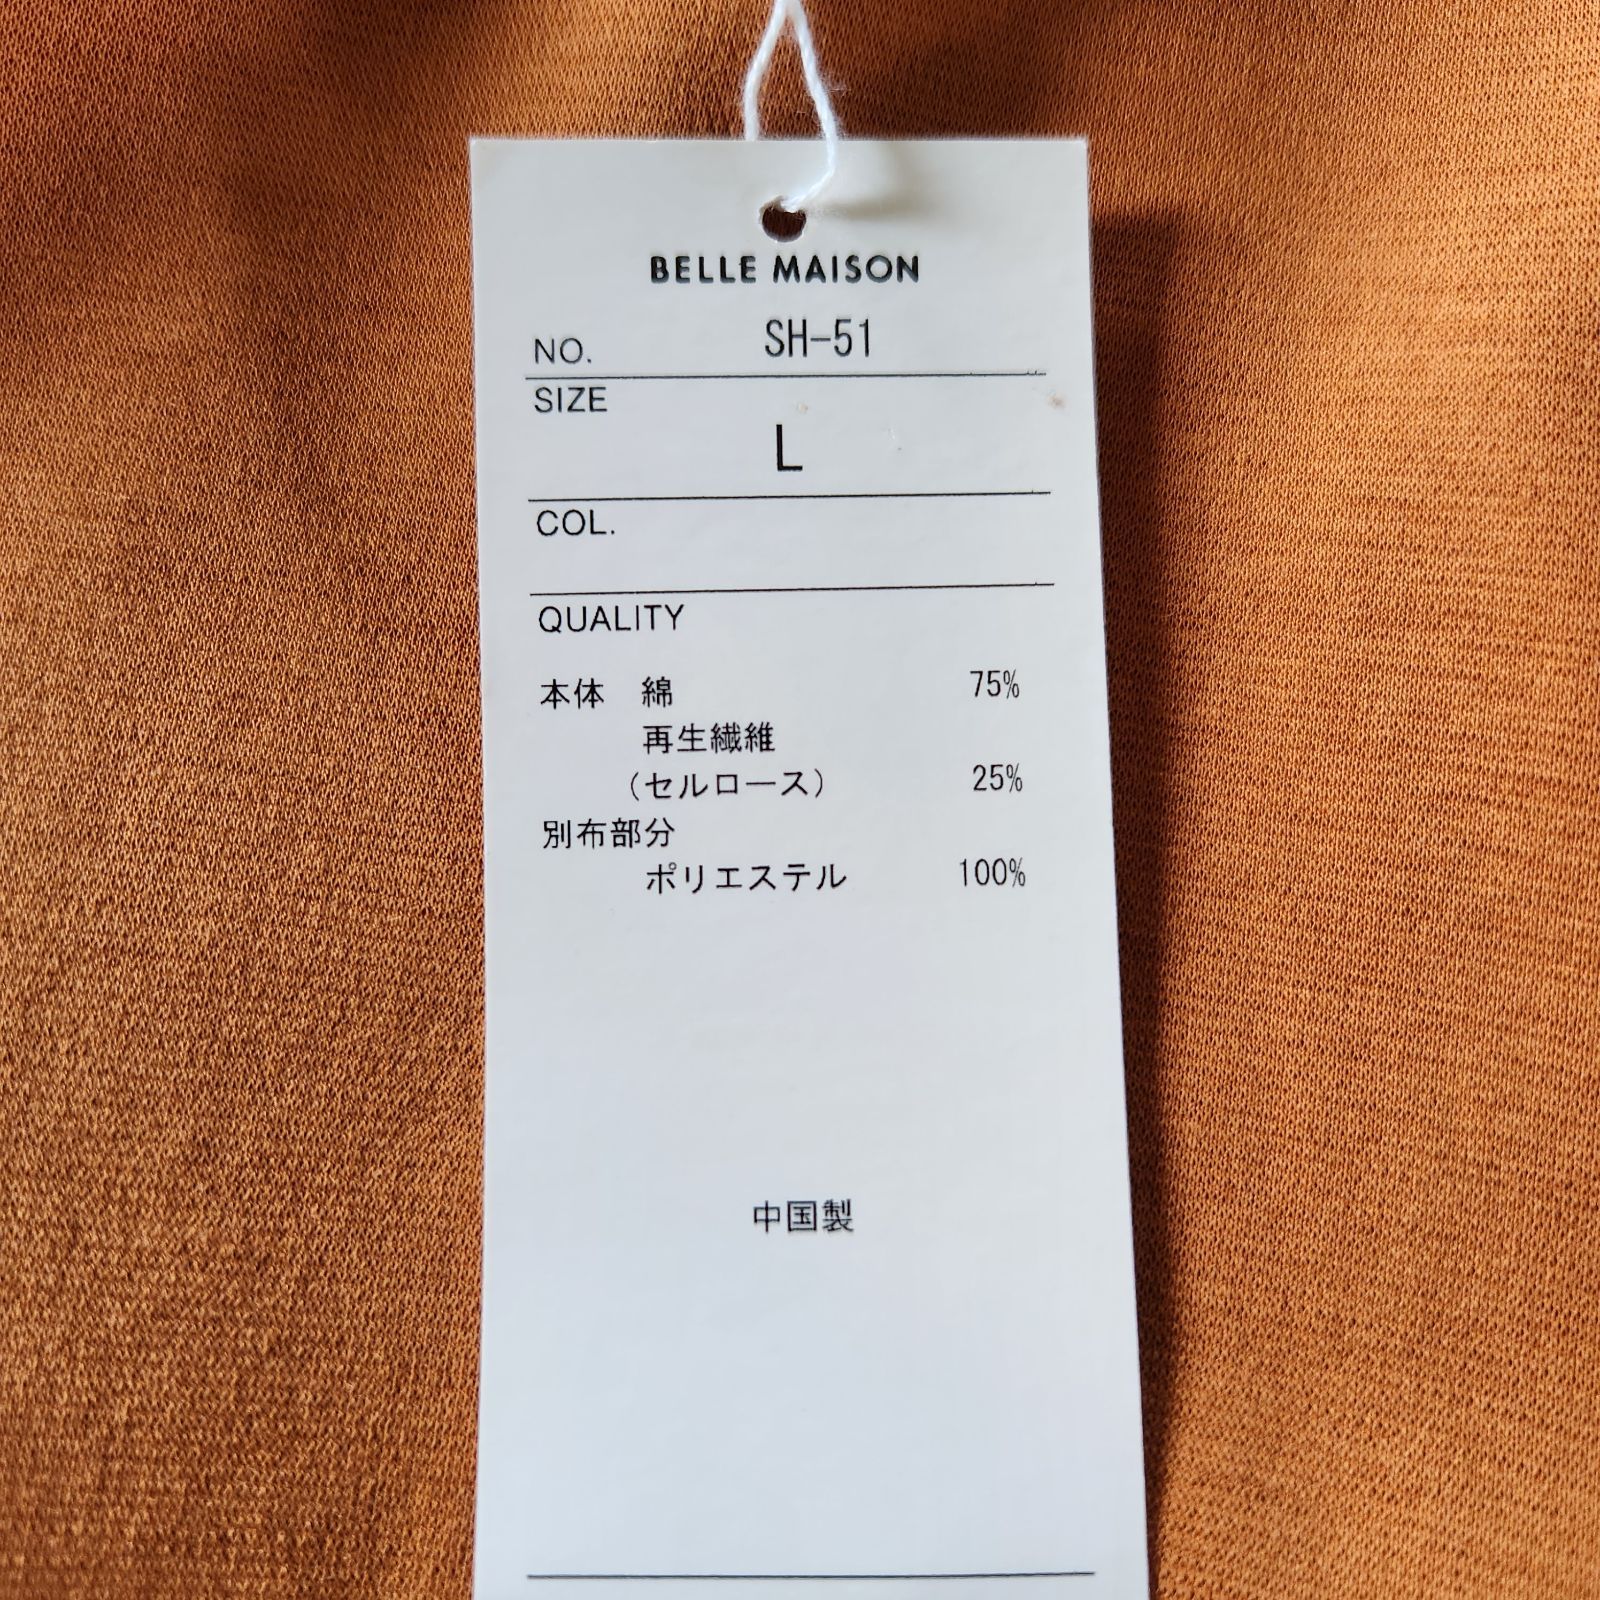 BELLE MAISON
NO. SH-51
SIZE
L
COL.
QUALITY
本体 綿 75%
再生繊維
(セルロース) 25%
別布部分
ポリエステル 100%
中国製